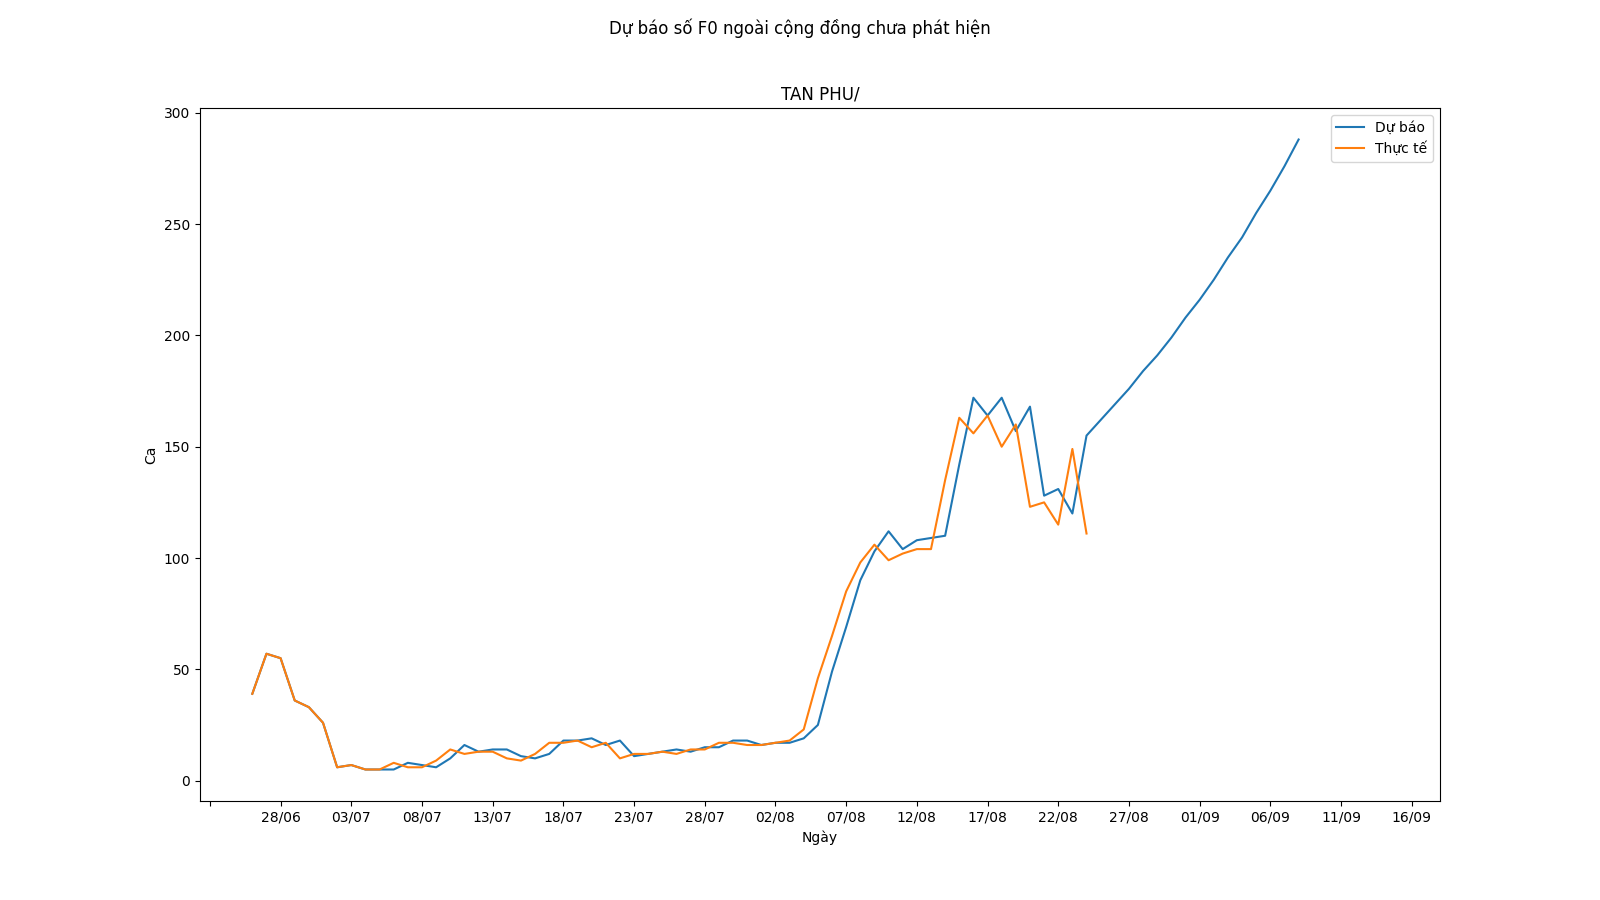 Dự báo số F0 ngoài cộng đồng chưa phát hiện
TAN PHU/
300
250
200
150
100
50
0
Ca
Dự báo
Thực tế
28/06 03/07 08/07 13/07 18/07 23/07 28/07 02/08 07/08 12/08 17/08 22/08 27/08 01/09 06/09 11/09 16/09
Ngày